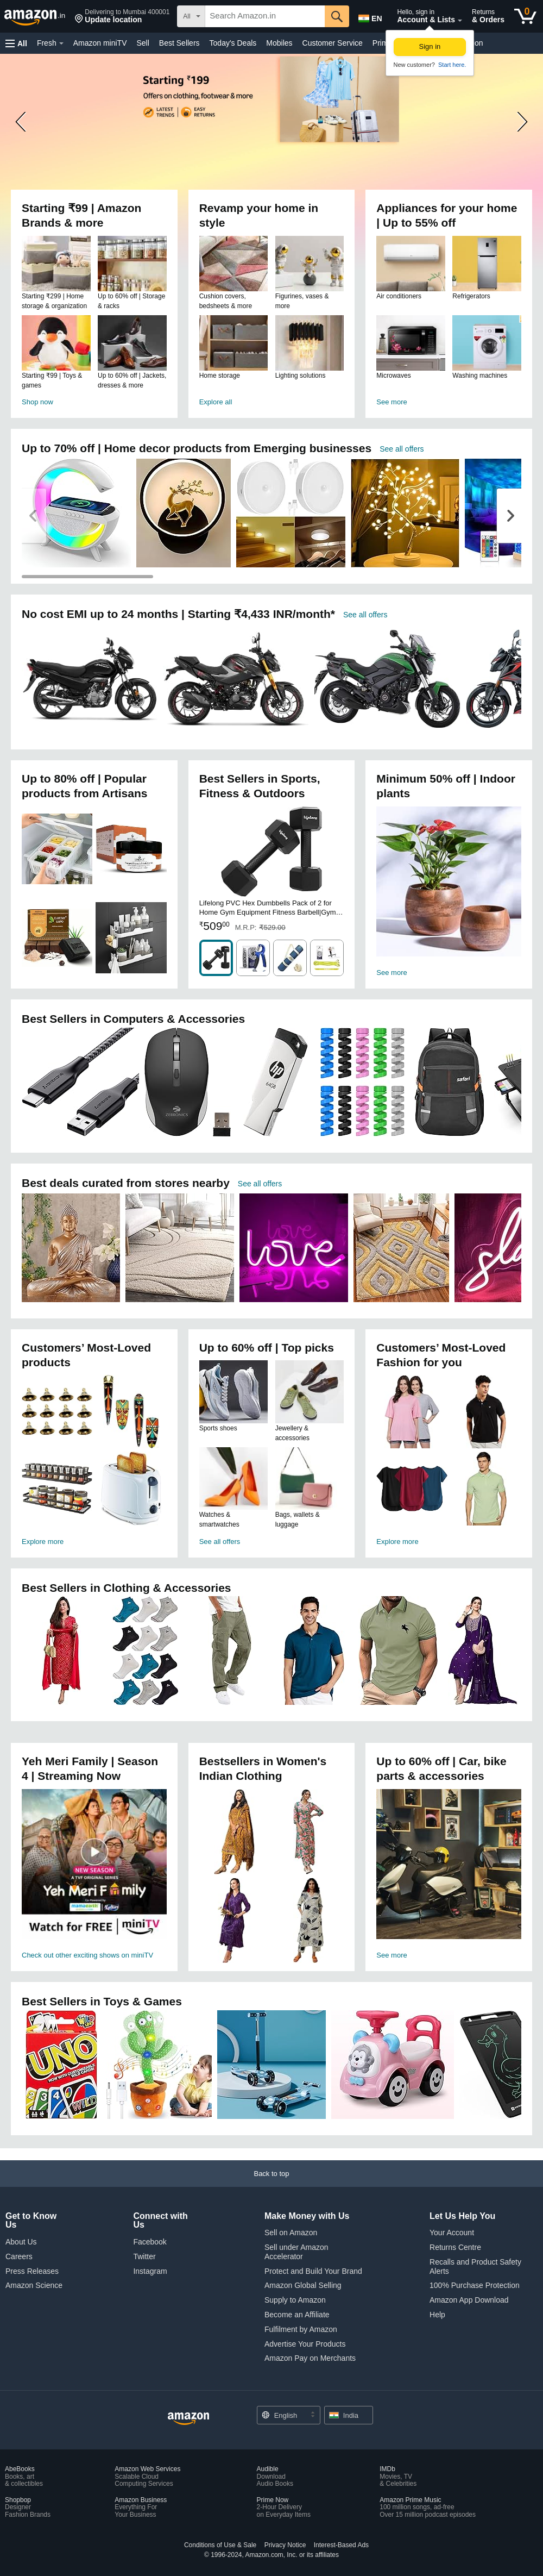 amazon.in
Delivering to Mumbai 400001
Update location
All
Search Amazon.in
EN
Hello, sign in
Account & Lists
Returns
& Orders
0
All
Fresh
Amazon miniTV
Sell
Best Sellers
Today's Deals
Mobiles
Customer Service
Sign in
New customer? Start here.
Starting ₹199
Offers on clothing, footwear & more
LATEST TRENDS
EASY RETURNS
Starting ₹99 | Amazon
Brands & more
Starting ₹299 | Home
storage & organization
Up to 60% off | Storage
& racks
Starting ₹99 | Toys &
games
Up to 60% off | Jackets,
dresses & more
Shop now
Revamp your home in
style
Cushion covers,
bedsheets & more
Figurines, vases &
more
Home storage
Lighting solutions
Explore all
Appliances for your home
| Up to 55% off
Air conditioners
Refrigerators
Microwaves
Washing machines
See more
Up to 70% off | Home decor products from Emerging businesses
See all offers
No cost EMI up to 24 months | Starting ₹4,433 INR/month*
See all offers
Up to 80% off | Popular
products from Artisans
Best Sellers in Sports,
Fitness & Outdoors
Lifelong PVC Hex Dumbbells Pack of 2 for
Home Gym Equipment Fitness Barbell|Gym…
₹509.00 M.R.P: ₹529.00
Minimum 50% off | Indoor
plants
See more
Best Sellers in Computers & Accessories
ZEBRONICS
hp
64GB
safari
Best deals curated from stores nearby
See all offers
love
love
Customers’ Most-Loved
products
Explore more
Up to 60% off | Top picks
Sports shoes
Jewellery &
accessories
Watches &
smartwatches
Bags, wallets &
luggage
See all offers
Customers’ Most-Loved
Fashion for you
Explore more
Best Sellers in Clothing & Accessories
Yeh Meri Family | Season
4 | Streaming Now
NEW SEASON
A TVF ORIGINAL SERIES
Yeh Meri Family
Watch for FREE | miniTV
Check out other exciting shows on miniTV
Bestsellers in Women's
Indian Clothing
Up to 60% off | Car, bike
parts & accessories
See more
Best Sellers in Toys & Games
UNO
WILD
Back to top
Get to Know
Us
About Us
Careers
Press Releases
Amazon Science
Connect with
Us
Facebook
Twitter
Instagram
Make Money with Us
Sell on Amazon
Sell under Amazon
Accelerator
Protect and Build Your Brand
Amazon Global Selling
Supply to Amazon
Become an Affiliate
Fulfilment by Amazon
Advertise Your Products
Amazon Pay on Merchants
Let Us Help You
Your Account
Returns Centre
Recalls and Product Safety
Alerts
100% Purchase Protection
Amazon App Download
Help
amazon
English
India
AbeBooks
Books, art
& collectibles
Amazon Web Services
Scalable Cloud
Computing Services
Audible
Download
Audio Books
IMDb
Movies, TV
& Celebrities
Shopbop
Designer
Fashion Brands
Amazon Business
Everything For
Your Business
Prime Now
2-Hour Delivery
on Everyday Items
Amazon Prime Music
100 million songs, ad-free
Over 15 million podcast episodes
Conditions of Use & Sale
Privacy Notice
Interest-Based Ads
© 1996-2024, Amazon.com, Inc. or its affiliates